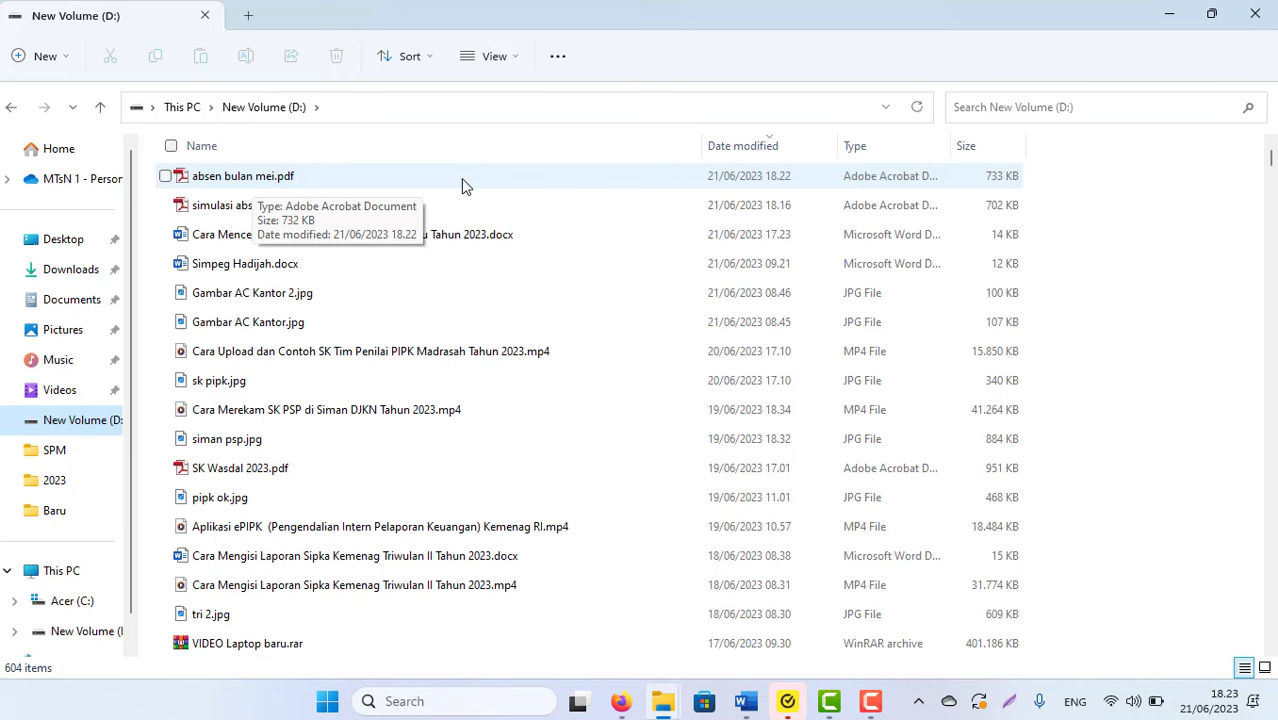 New Volume (D:)
New
Sort
View
This PC
New Volume (D:)
Search New Volume (D:)
Home
MTsN 1 - Person
Desktop
Downloads
Documents
Pictures
Music
Videos
New Volume (D:
SPM
2023
Baru
This PC
Acer (C:)
New Volume (
Name Date modified Type Size
absen bulan mei.pdf 21/06/2023 18.22 Adobe Acrobat D... 733 KB
simulasi abs 21/06/2023 18.16 Adobe Acrobat D... 702 KB
Type: Adobe Acrobat Document
Size: 732 KB
Date modified: 21/06/2023 18.22
Cara Mence u Tahun 2023.docx 21/06/2023 17.23 Microsoft Word D... 14 KB
Simpeg Hadijah.docx 21/06/2023 09.21 Microsoft Word D... 12 KB
Gambar AC Kantor 2.jpg 21/06/2023 08.46 JPG File 100 KB
Gambar AC Kantor.jpg 21/06/2023 08.45 JPG File 107 KB
Cara Upload dan Contoh SK Tim Penilai PIPK Madrasah Tahun 2023.mp4 20/06/2023 17.10 MP4 File 15.850 KB
sk pipk.jpg 20/06/2023 17.10 JPG File 340 KB
Cara Merekam SK PSP di Siman DJKN Tahun 2023.mp4 19/06/2023 18.34 MP4 File 41.264 KB
siman psp.jpg 19/06/2023 18.32 JPG File 884 KB
SK Wasdal 2023.pdf 19/06/2023 17.01 Adobe Acrobat D... 951 KB
pipk ok.jpg 19/06/2023 11.01 JPG File 468 KB
Aplikasi ePIPK (Pengendalian Intern Pelaporan Keuangan) Kemenag RI.mp4 19/06/2023 10.57 MP4 File 18.484 KB
Cara Mengisi Laporan Sipka Kemenag Triwulan II Tahun 2023.docx 18/06/2023 08.38 Microsoft Word D... 15 KB
Cara Mengisi Laporan Sipka Kemenag Triwulan II Tahun 2023.mp4 18/06/2023 08.31 MP4 File 31.774 KB
tri 2.jpg 18/06/2023 08.30 JPG File 609 KB
VIDEO Laptop baru.rar 17/06/2023 09.30 WinRAR archive 401.186 KB
604 items
Search
ENG
18.23
21/06/2023